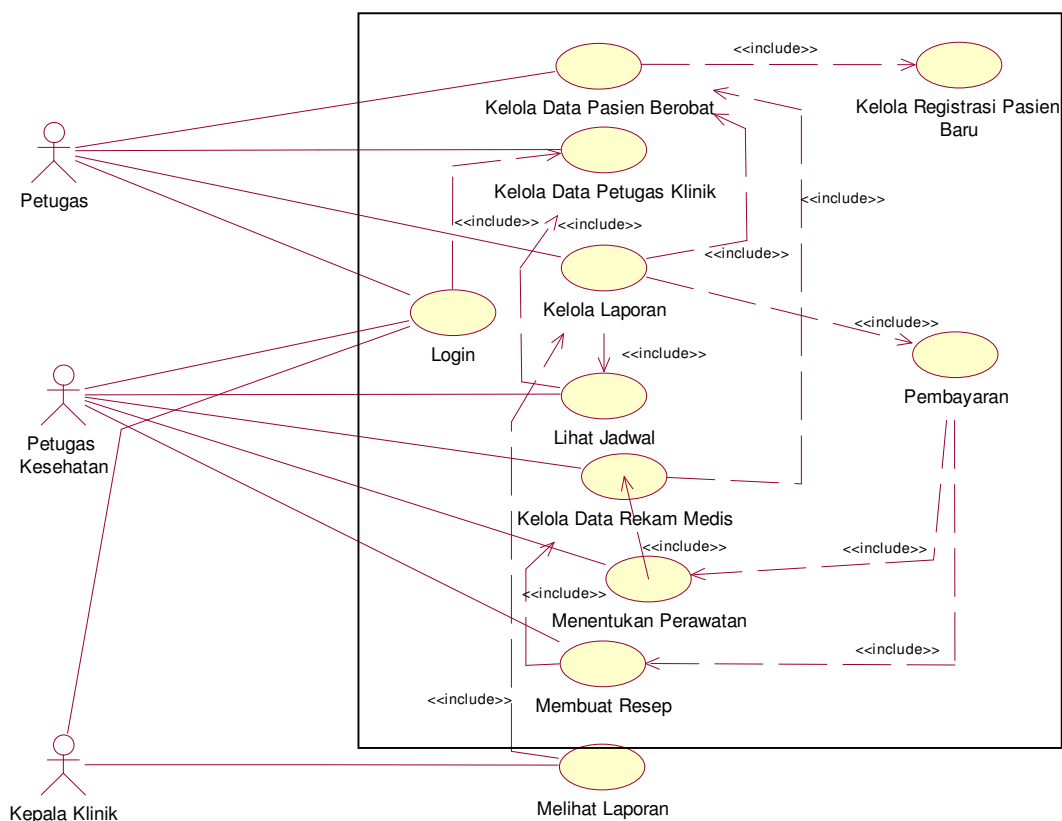 <<include>>
Kelola Data Pasien Berobat
Kelola Registrasi Pasien
Baru
Petugas
Kelola Data Petugas Klinik
<<include>>
<<include>>
<<include>>
<<include>>
Kelola Laporan
<<include>>
Login
<<include>>
Pembayaran
Petugas
Kesehatan
Lihat Jadwal
Kelola Data Rekam Medis
<<include>>
<<include>>
<<include>>
Menentukan Perawatan
<<include>>
Membuat Resep
<<include>>
Kepala Klinik
Melihat Laporan